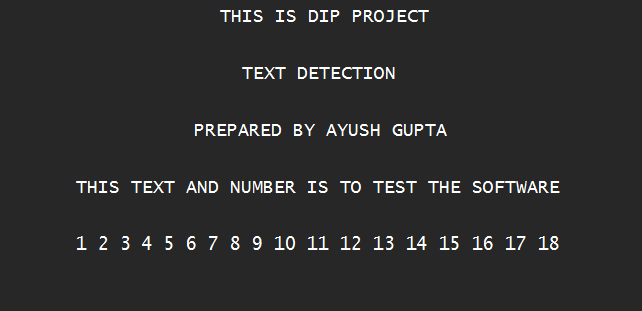 THIS IS DIP PROJECT
TEXT DETECTION
PREPARED BY AYUSH GUPTA
THIS TEXT AND NUMBER IS TO TEST THE SOFTWARE
1 2 3 4 5 6 7 8 9 10 11 12 13 14 15 16 17 18